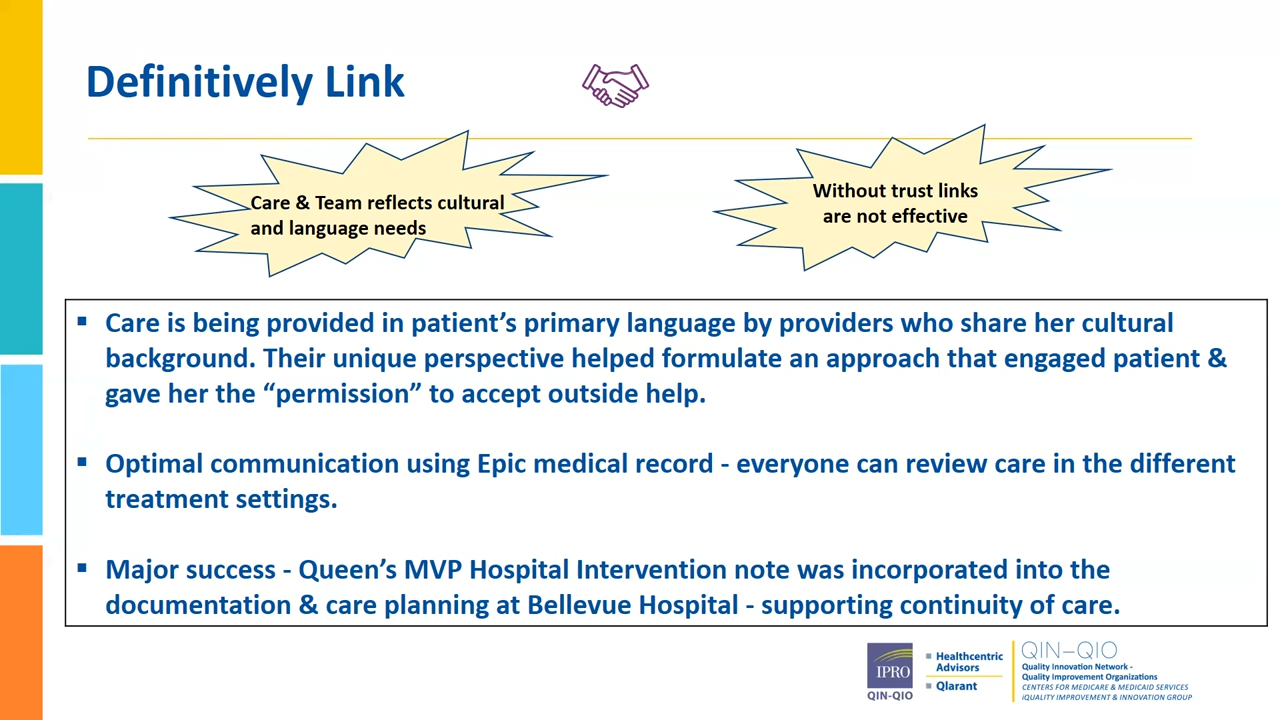 Definitively Link
Care & Team reflects cultural
and language needs
Without trust links
are not effective
▪ Care is being provided in patient’s primary language by providers who share her cultural
background. Their unique perspective helped formulate an approach that engaged patient &
gave her the “permission” to accept outside help.
▪ Optimal communication using Epic medical record - everyone can review care in the different
treatment settings.
▪ Major success - Queen’s MVP Hospital Intervention note was incorporated into the
documentation & care planning at Bellevue Hospital - supporting continuity of care.
IPRO
QIN-QIO
▪ Healthcentric
Advisors
▪ Qlarant
QIN–QIO
Quality Innovation Network -
Quality Improvement Organizations
CENTERS FOR MEDICARE & MEDICAID SERVICES
iQUALITY IMPROVEMENT & INNOVATION GROUP